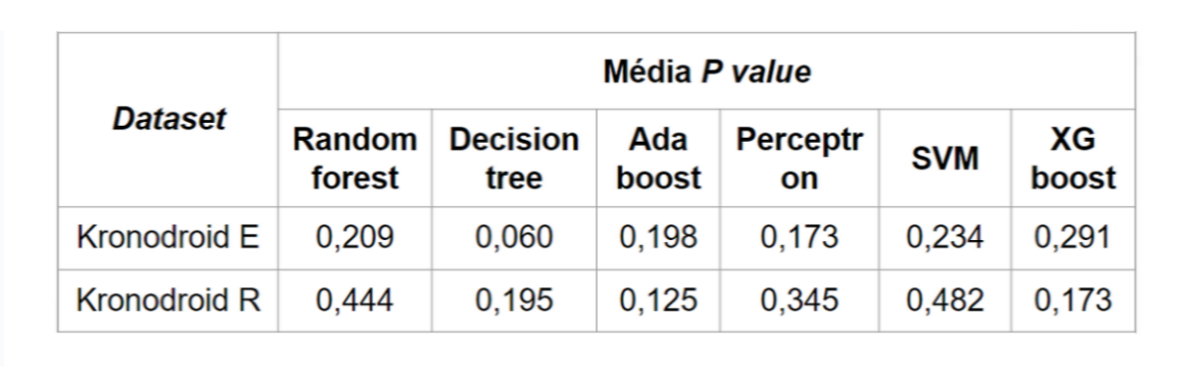 Dataset
Média P value
Random forest
Decision tree
Ada boost
Perceptr on
SVM
XG boost
Kronodroid E 0,209 0,060 0,198 0,173 0,234 0,291
Kronodroid R 0,444 0,195 0,125 0,345 0,482 0,173